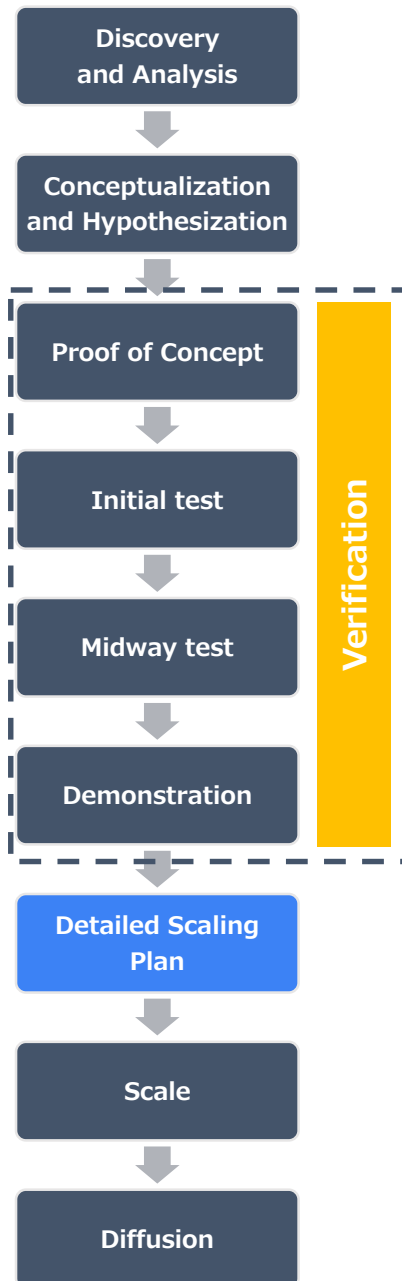 Discovery
and Analysis
Conceptualization
and Hypothesization
Proof of Concept
Initial test
Midway test
Demonstration
Verification
Detailed Scaling
Plan
Scale
Diffusion